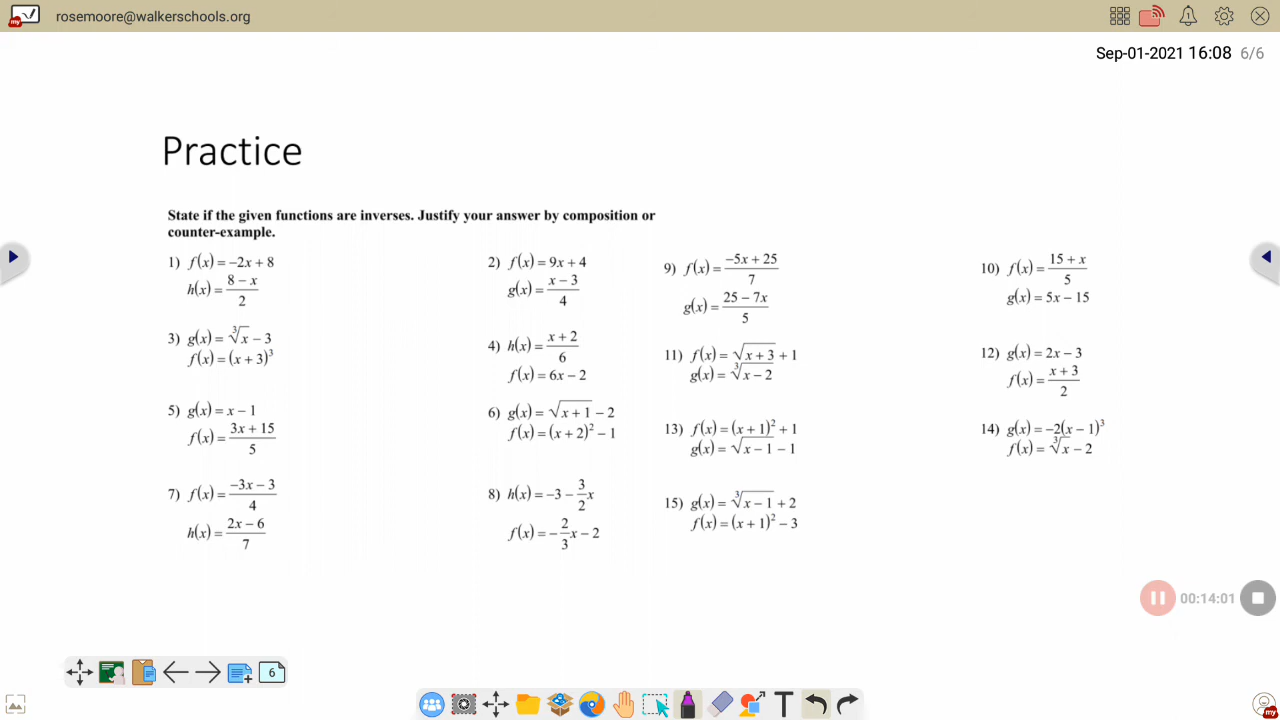 rosemoore@walkerschools.org
Sep-01-2021 16:08 6/6
Practice
State if the given functions are inverses. Justify your answer by composition or
counter-example.
1) f(x) = −2x + 8
h(x) = (8 − x)/2
2) f(x) = 9x + 4
g(x) = (x − 3)/4
3) g(x) = ∛x − 3
f(x) = (x + 3)³
4) h(x) = (x + 2)/6
f(x) = 6x − 2
5) g(x) = x − 1
f(x) = (3x + 15)/5
6) g(x) = √(x + 1) − 2
f(x) = (x + 2)² − 1
7) f(x) = (−3x − 3)/4
h(x) = (2x − 6)/7
8) h(x) = −3 − (3/2)x
f(x) = −(2/3)x − 2
9) f(x) = (−5x + 25)/7
g(x) = (25 − 7x)/5
10) f(x) = (15 + x)/5
g(x) = 5x − 15
11) f(x) = √(x + 3) + 1
g(x) = ∛x − 2
12) g(x) = 2x − 3
f(x) = (x + 3)/2
13) f(x) = (x + 1)² + 1
g(x) = √(x − 1) − 1
14) g(x) = −2(x − 1)³
f(x) = ∛x − 2
15) g(x) = ∛(x − 1) + 2
f(x) = (x + 1)² − 3
00:14:01
6
T
my
my